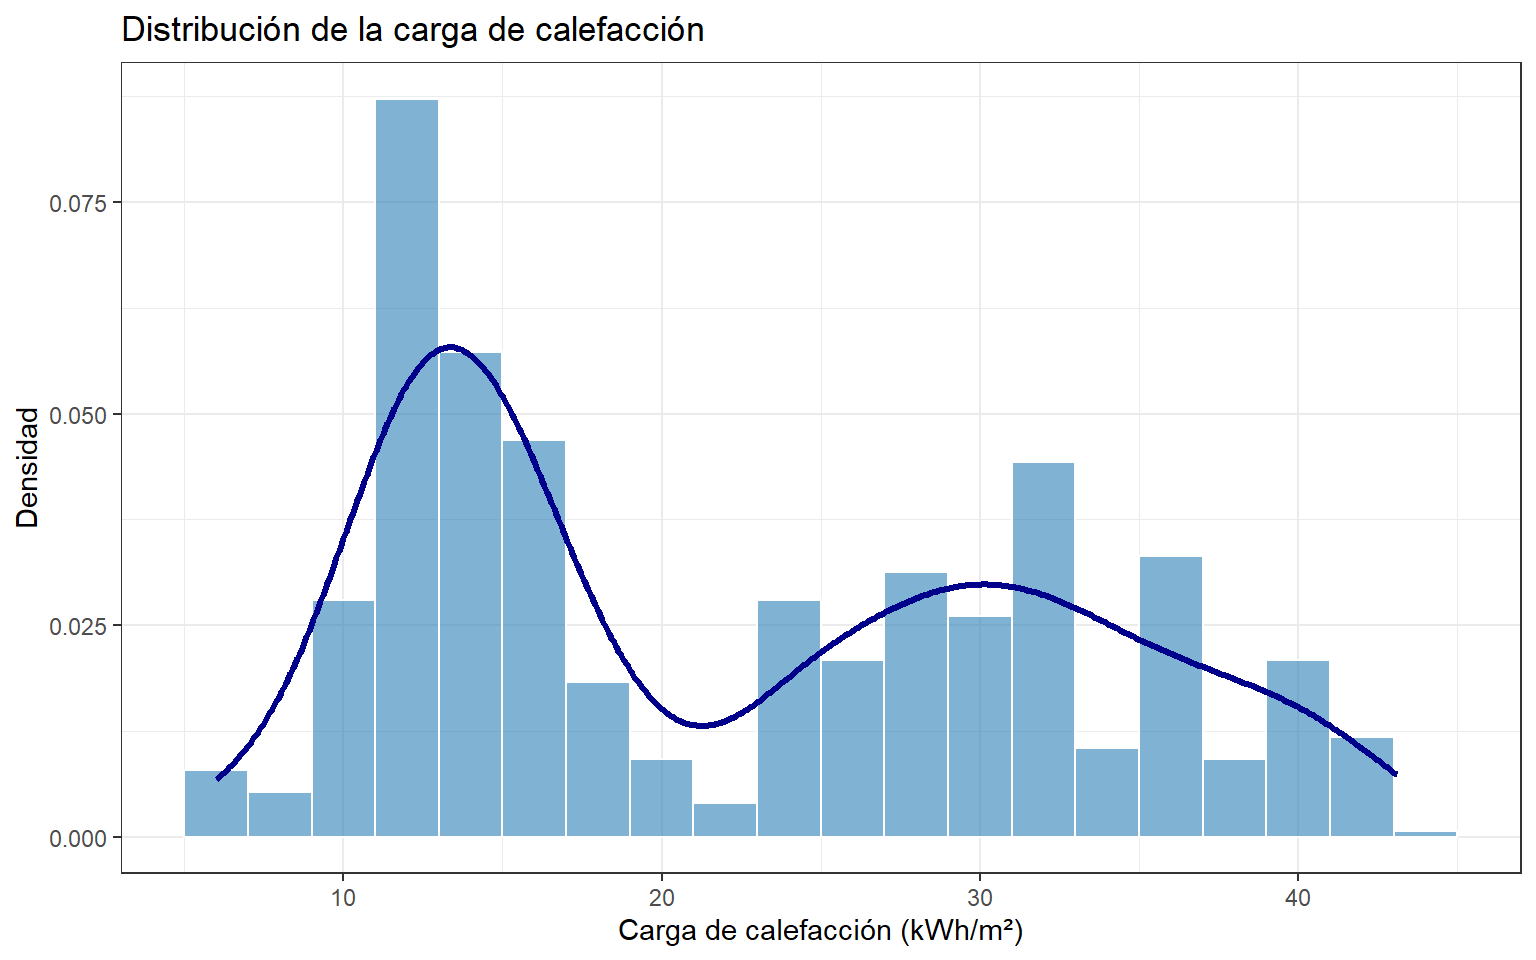 Distribución de la carga de calefacción
0.075
0.050
0.025
0.000
Densidad
10 20 30 40
Carga de calefacción (kWh/m²)